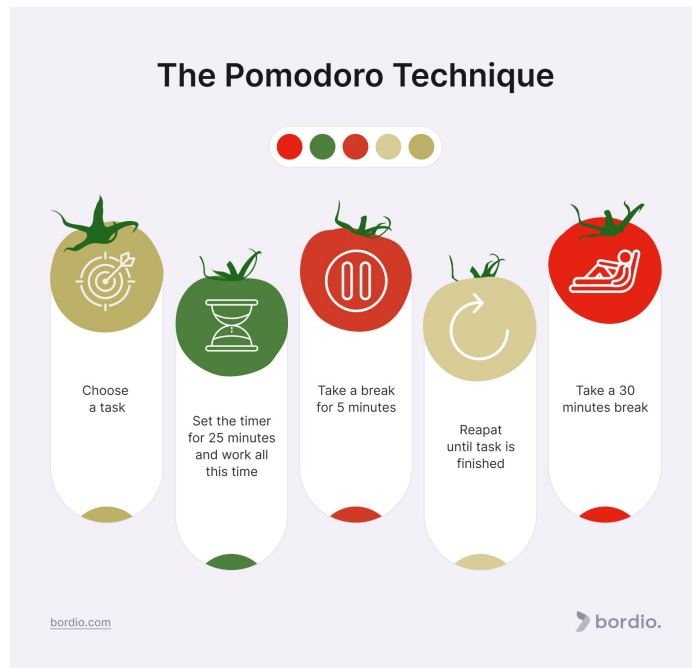 The Pomodoro Technique
Choose
a task
Set the timer
for 25 minutes
and work all
this time
Take a break
for 5 minutes
Reapat
until task is
finished
Take a 30
minutes break
bordio.com
bordio.